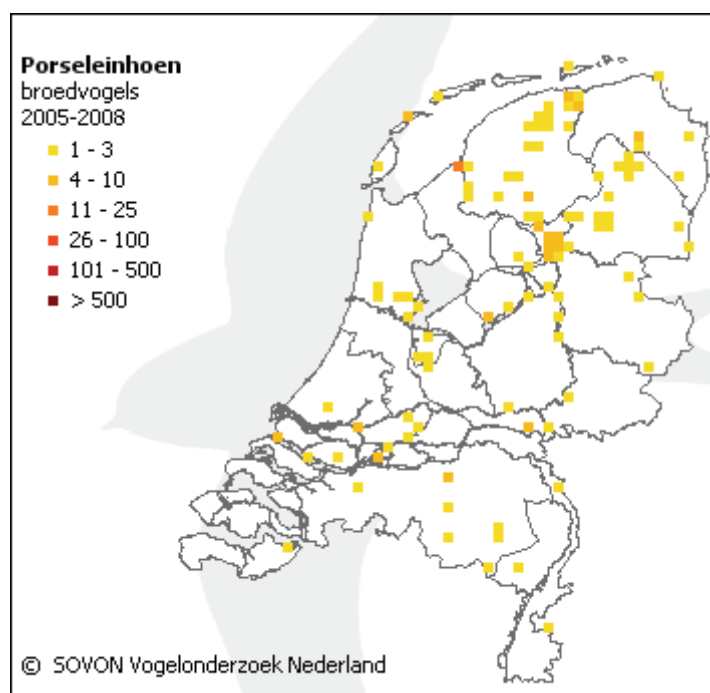 Porseleinhoen
broedvogels
2005-2008
1 - 3
4 - 10
11 - 25
26 - 100
101 - 500
> 500
© SOVON Vogelonderzoek Nederland